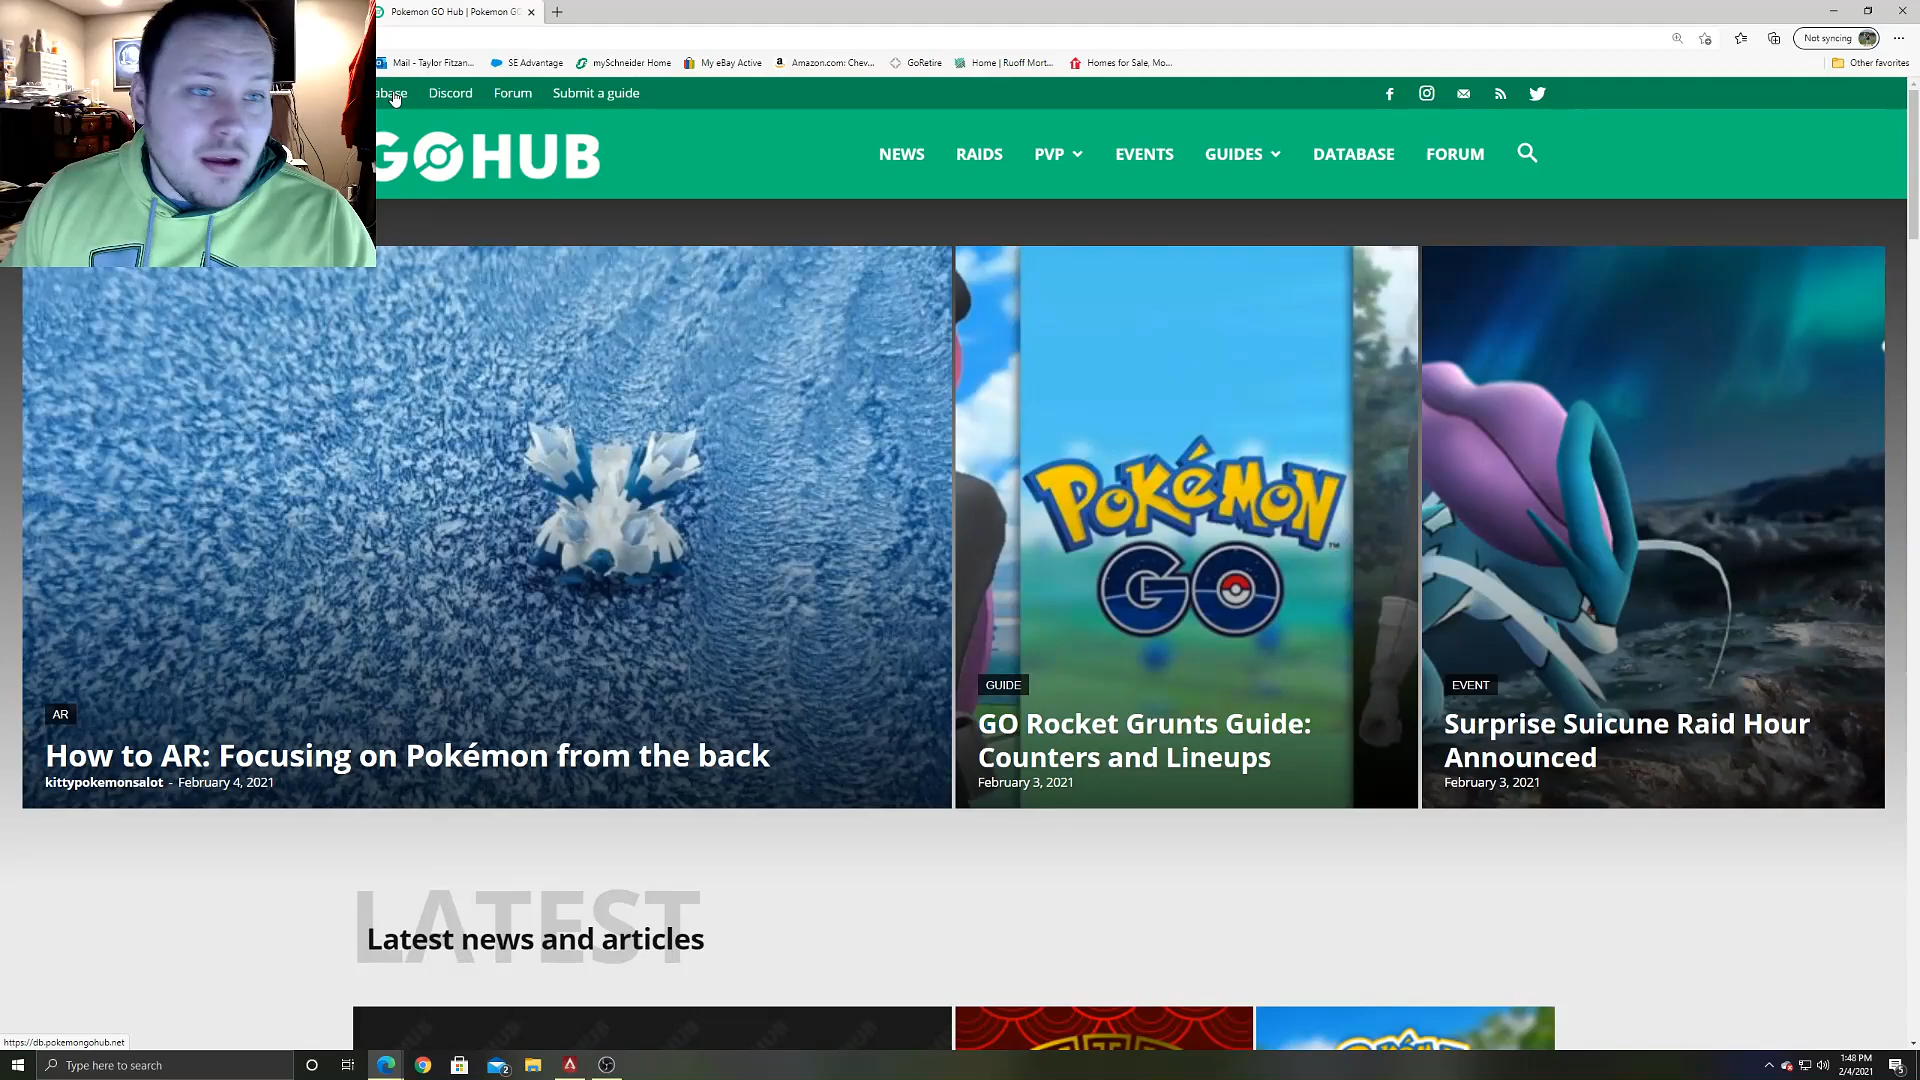 Pokemon GO Hub | Pokemon GO
Not syncing
Mail - Taylor Fitzan...
SE Advantage
mySchneider Home
My eBay Active
Amazon.com: Chev...
GoRetire
Home | Ruoff Mort...
Homes for Sale, Mo...
Other favorites
abase
Discord
Forum
Submit a guide
GOHUB
NEWS
RAIDS
PVP
EVENTS
GUIDES
DATABASE
FORUM
POKéMON
GO
AR
How to AR: Focusing on Pokémon from the back
kittypokemonsalot - February 4, 2021
GUIDE
GO Rocket Grunts Guide:
Counters and Lineups
February 3, 2021
EVENT
Surprise Suicune Raid Hour
Announced
February 3, 2021
LATEST
Latest news and articles
https://db.pokemongohub.net
Type here to search
2
1:48 PM
2/4/2021
5